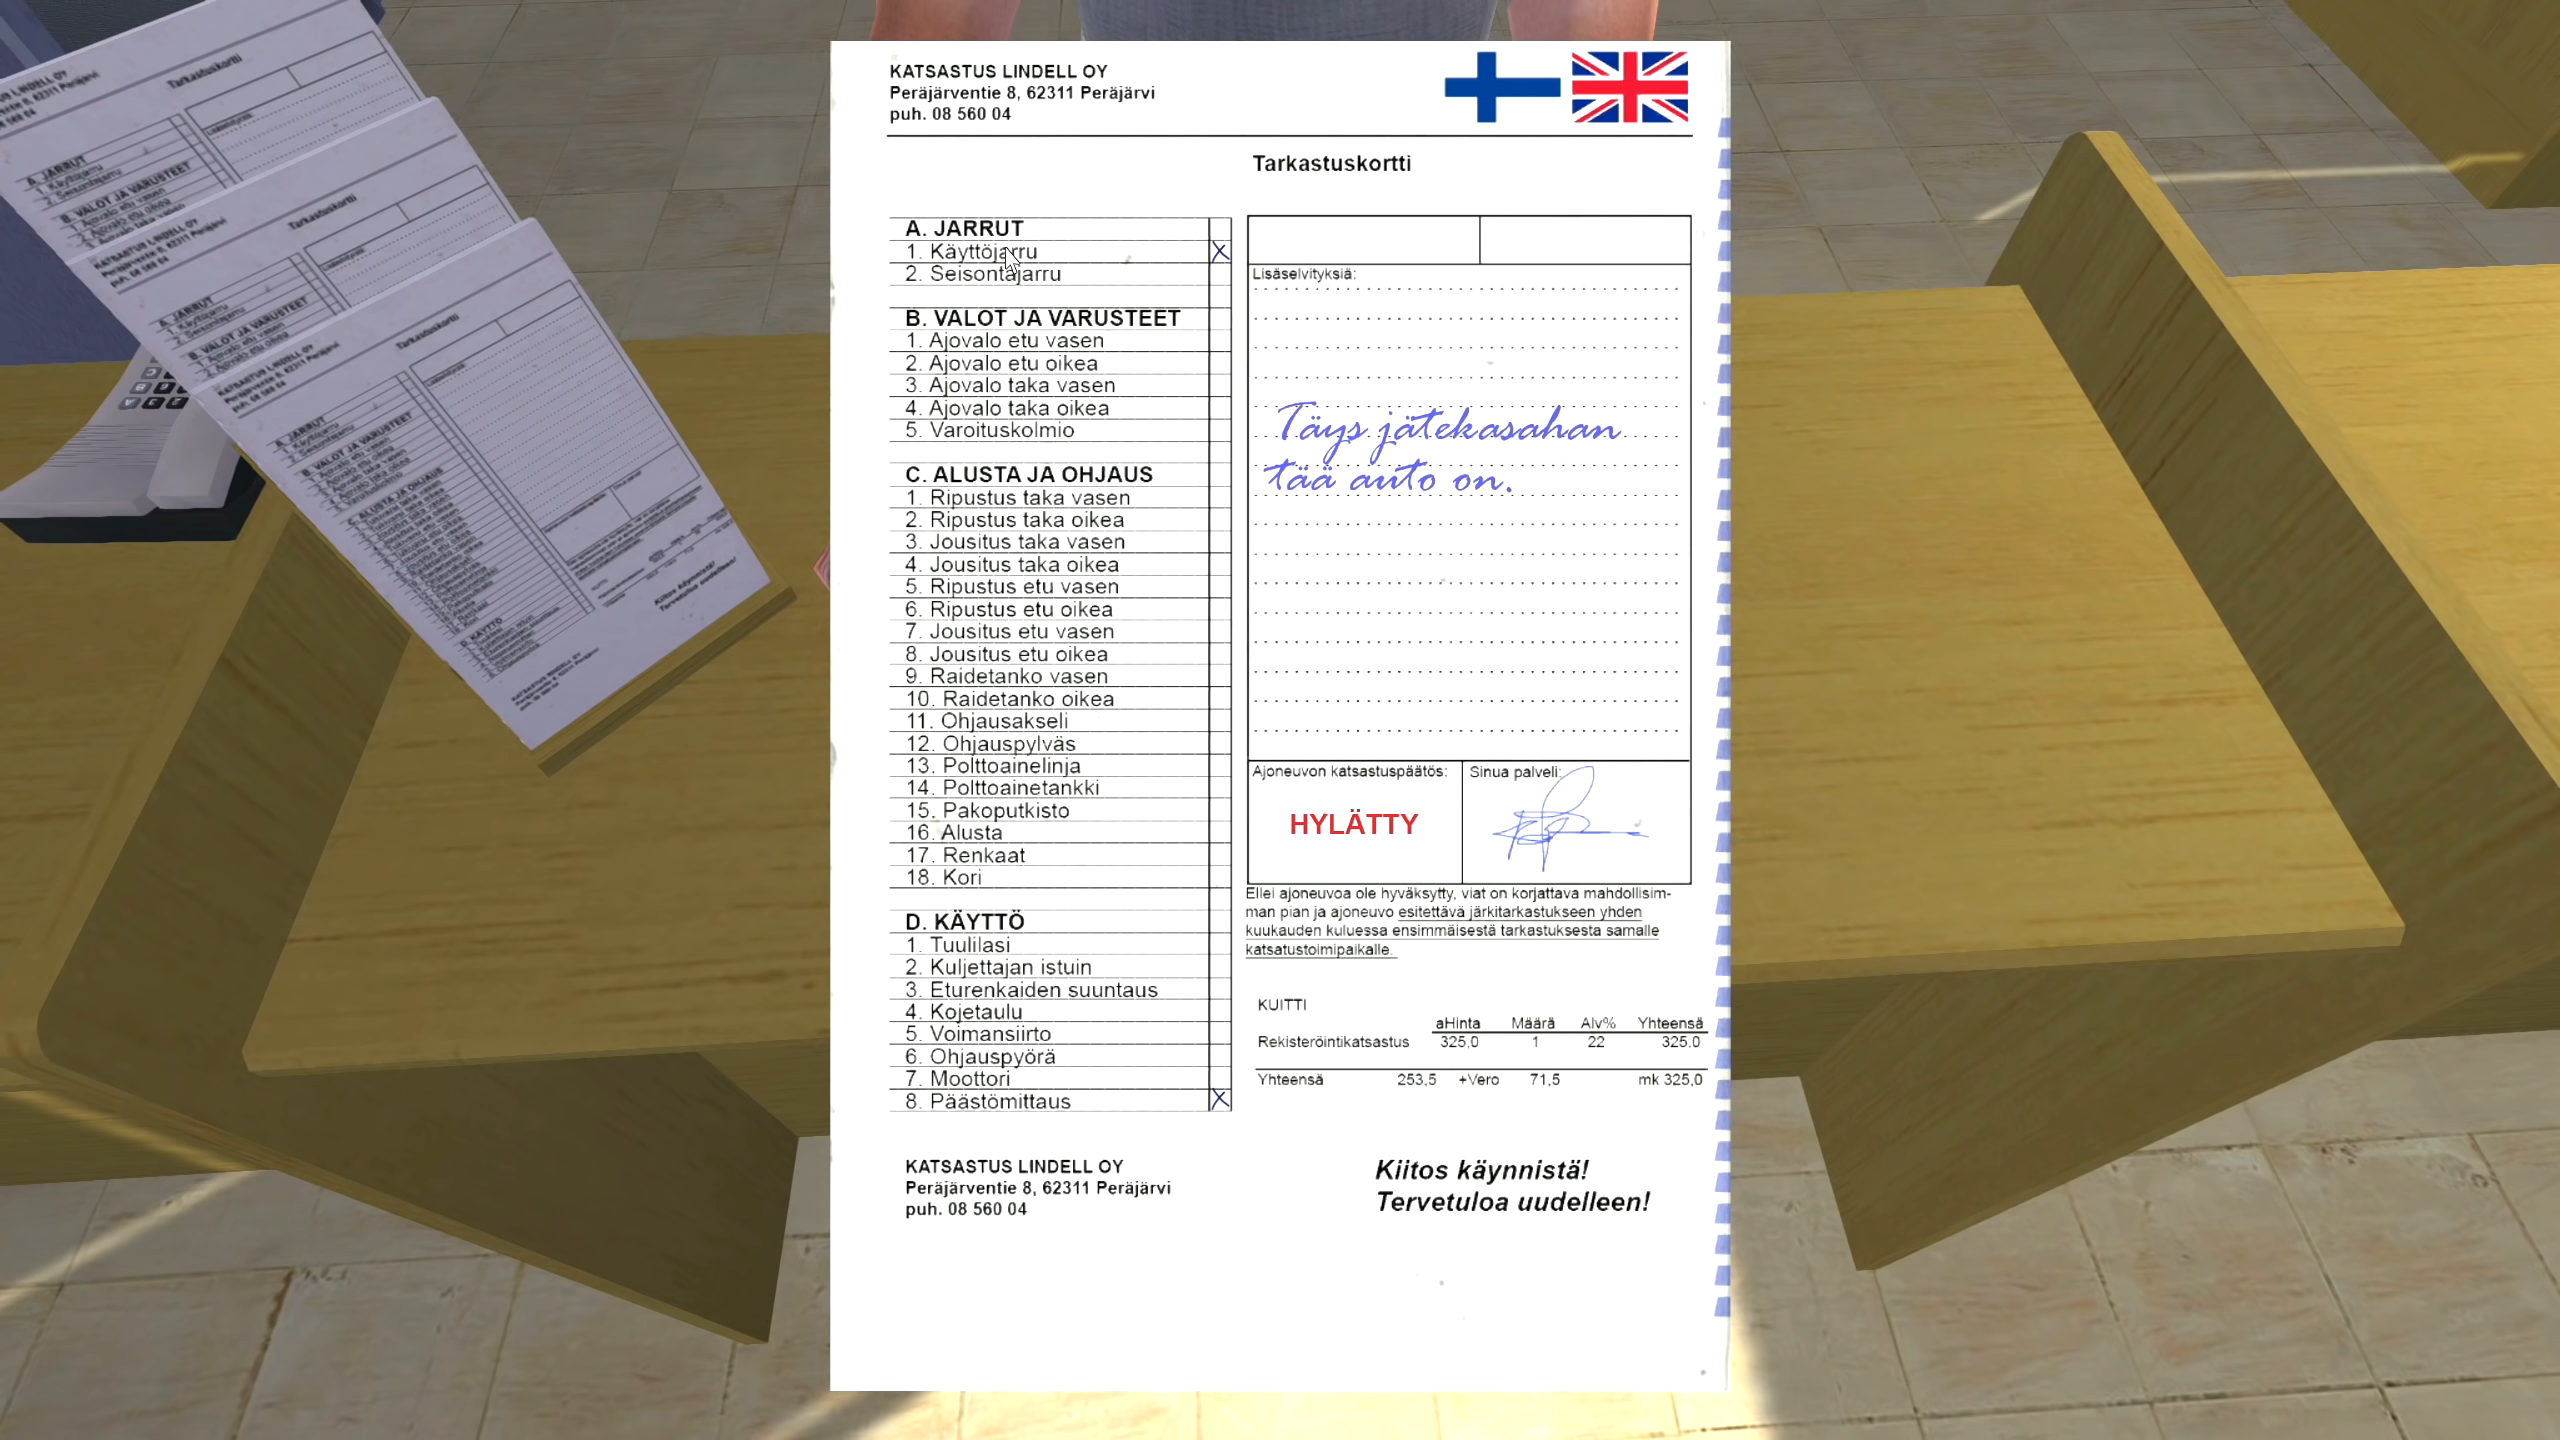 KATSASTUS LINDELL OY
Peräjärventie 8, 62311 Peräjärvi
puh. 08 560 04
Tarkastuskortti
A. JARRUT
1. Käyttöjarru X
2. Seisontajarru
B. VALOT JA VARUSTEET
1. Ajovalo etu vasen
2. Ajovalo etu oikea
3. Ajovalo taka vasen
4. Ajovalo taka oikea
5. Varoituskolmio
C. ALUSTA JA OHJAUS
1. Ripustus taka vasen
2. Ripustus taka oikea
3. Jousitus taka vasen
4. Jousitus taka oikea
5. Ripustus etu vasen
6. Ripustus etu oikea
7. Jousitus etu vasen
8. Jousitus etu oikea
9. Raidetanko vasen
10. Raidetanko oikea
11. Ohjausakseli
12. Ohjauspylväs
13. Polttoainelinja
14. Polttoainetankki
15. Pakoputkisto
16. Alusta
17. Renkaat
18. Kori
D. KÄYTTÖ
1. Tuulilasi
2. Kuljettajan istuin
3. Eturenkaiden suuntaus
4. Kojetaulu
5. Voimansiirto
6. Ohjauspyörä
7. Moottori
8. Päästömittaus X
Lisäselvityksiä:
Täys jätekasahan
tää auto on.
Ajoneuvon katsastuspäätös:
HYLÄTTY
Sinua palveli:
Ellei ajoneuvoa ole hyväksytty, viat on korjattava mahdollisim-
man pian ja ajoneuvo esitettävä järkitarkastukseen yhden
kuukauden kuluessa ensimmäisestä tarkastuksesta samalle
katsatustoimipaikalle.
KUITTI
aHinta Määrä Alv% Yhteensä
Rekisteröintikatsastus 325,0 1 22 325,0
Yhteensä 253,5 +Vero 71,5 mk 325,0
KATSASTUS LINDELL OY
Peräjärventie 8, 62311 Peräjärvi
puh. 08 560 04
Kiitos käynnistä!
Tervetuloa uudelleen!